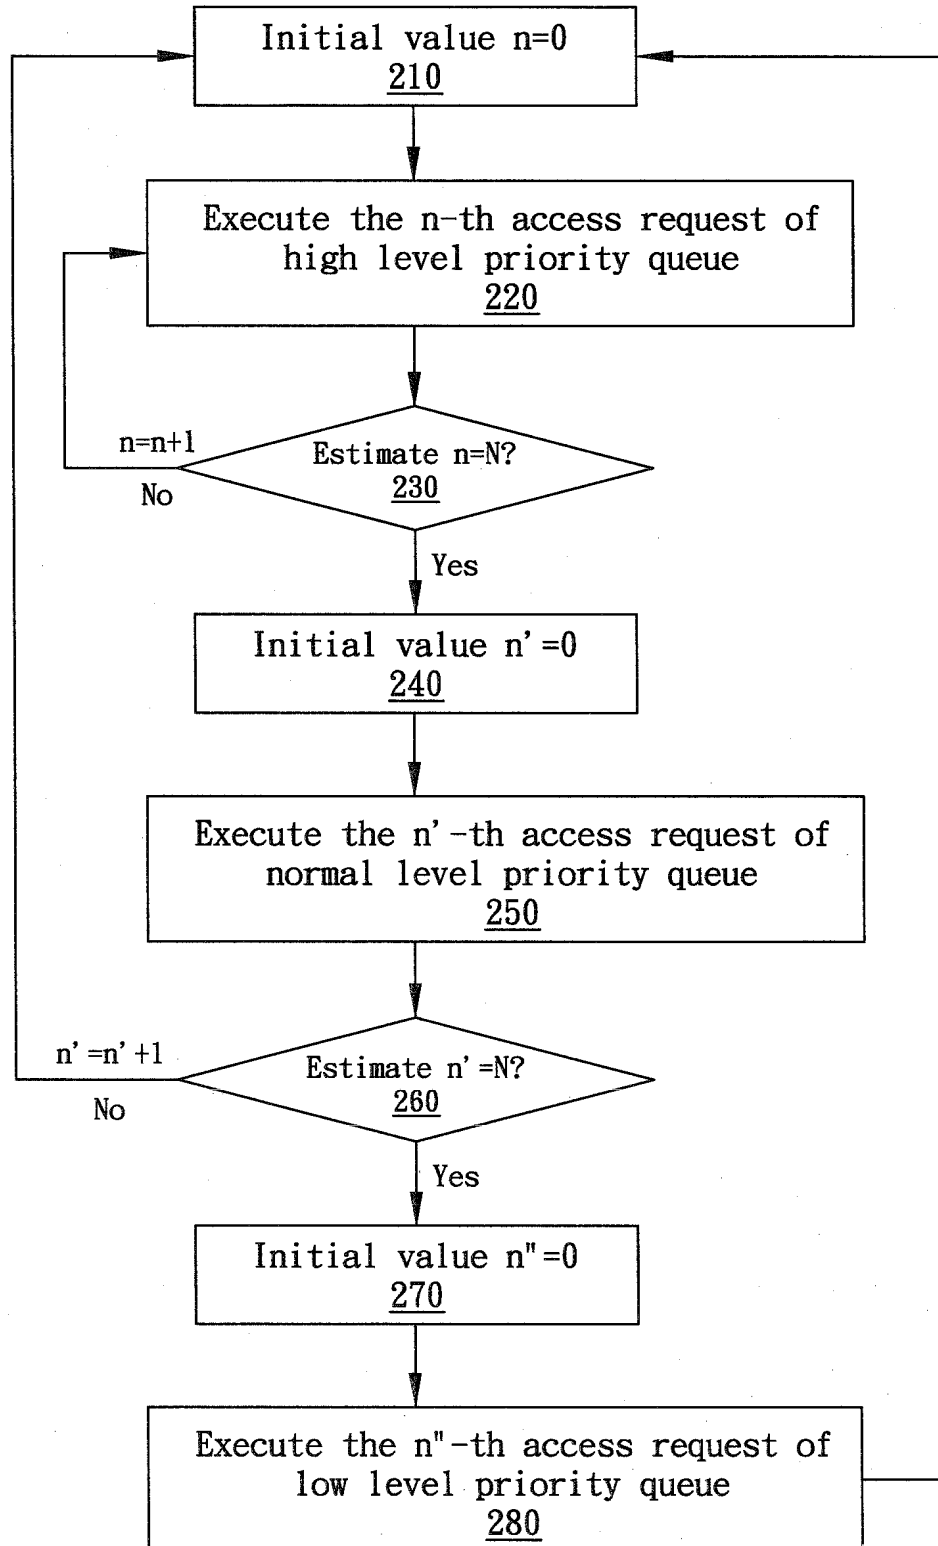 Initial value n=0
210
Execute the n-th access request of
high level priority queue
220
n=n+1
No
Estimate n=N?
230
Yes
Initial value n'=0
240
Execute the n'-th access request of
normal level priority queue
250
n'=n'+1
No
Estimate n'=N?
260
Yes
Initial value n"=0
270
Execute the n"-th access request of
low level priority queue
280